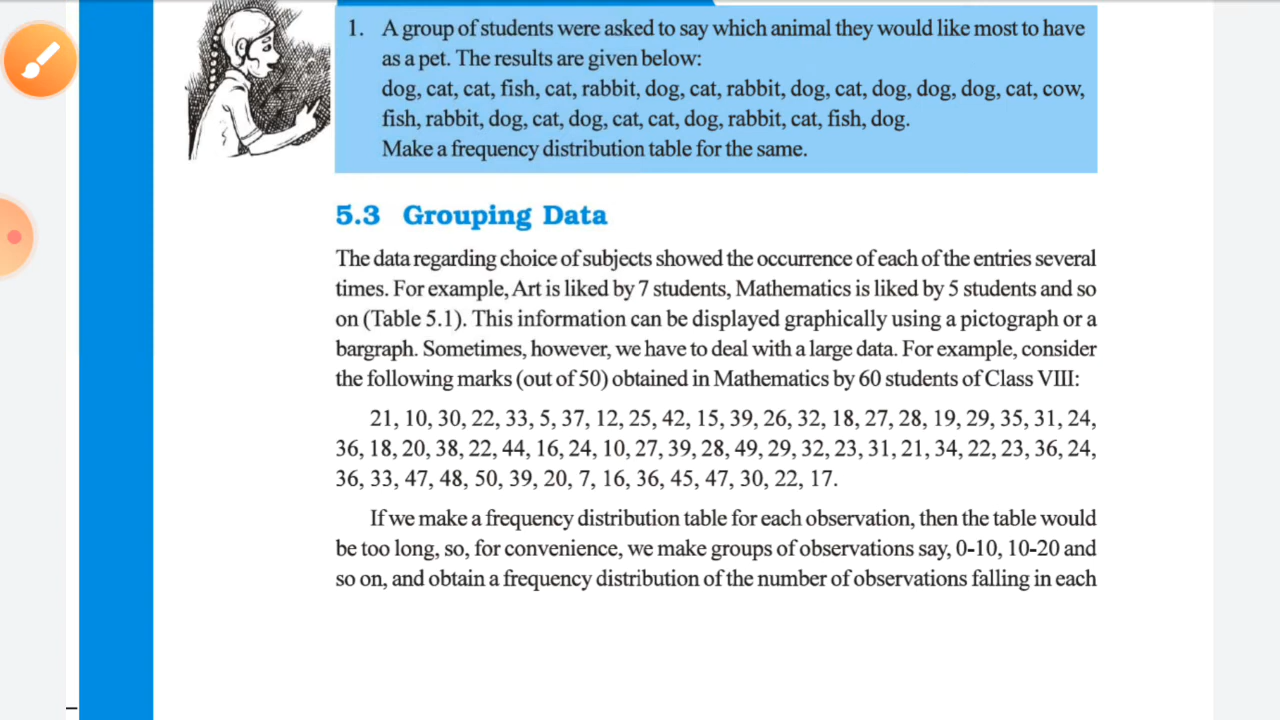 1. A group of students were asked to say which animal they would like most to have
as a pet. The results are given below:
dog, cat, cat, fish, cat, rabbit, dog, cat, rabbit, dog, cat, dog, dog, dog, cat, cow,
fish, rabbit, dog, cat, dog, cat, cat, dog, rabbit, cat, fish, dog.
Make a frequency distribution table for the same.
5.3 Grouping Data
The data regarding choice of subjects showed the occurrence of each of the entries several
times. For example, Art is liked by 7 students, Mathematics is liked by 5 students and so
on (Table 5.1). This information can be displayed graphically using a pictograph or a
bargraph. Sometimes, however, we have to deal with a large data. For example, consider
the following marks (out of 50) obtained in Mathematics by 60 students of Class VIII:
21, 10, 30, 22, 33, 5, 37, 12, 25, 42, 15, 39, 26, 32, 18, 27, 28, 19, 29, 35, 31, 24,
36, 18, 20, 38, 22, 44, 16, 24, 10, 27, 39, 28, 49, 29, 32, 23, 31, 21, 34, 22, 23, 36, 24,
36, 33, 47, 48, 50, 39, 20, 7, 16, 36, 45, 47, 30, 22, 17.
If we make a frequency distribution table for each observation, then the table would
be too long, so, for convenience, we make groups of observations say, 0-10, 10-20 and
so on, and obtain a frequency distribution of the number of observations falling in each